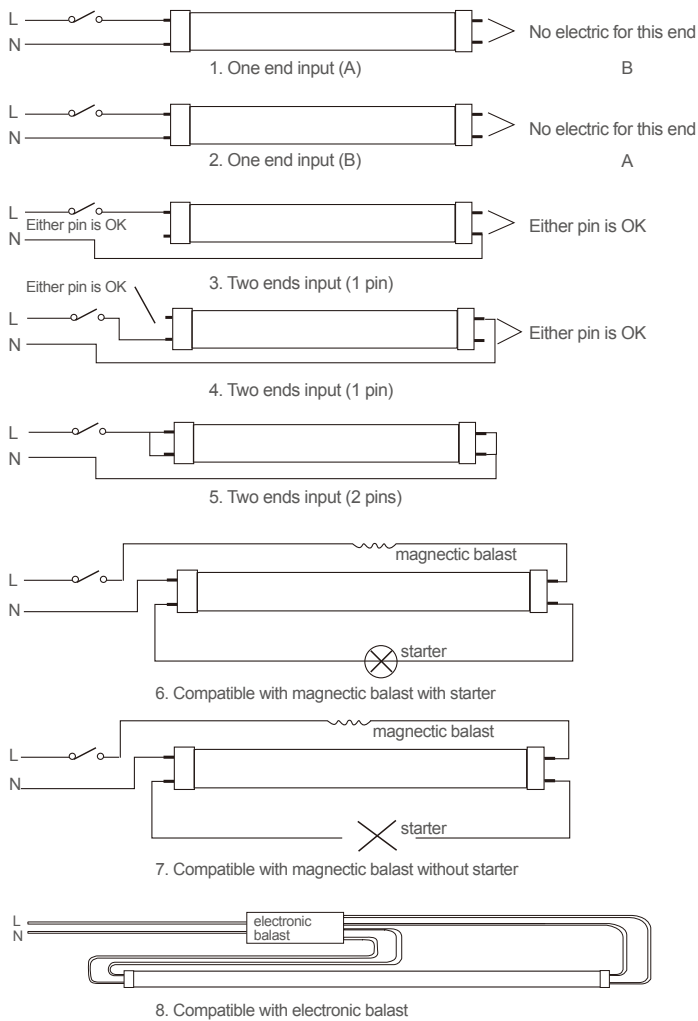 L
N
No electric for this end
1. One end input (A)
B
L
N
No electric for this end
2. One end input (B)
A
L
Either pin is OK
N
Either pin is OK
3. Two ends input (1 pin)
Either pin is OK
L
N
Either pin is OK
4. Two ends input (1 pin)
L
N
5. Two ends input (2 pins)
magnectic balast
L
N
starter
6. Compatible with magnectic balast with starter
magnectic balast
L
N
starter
7. Compatible with magnectic balast without starter
L
N
electronic
balast
8. Compatible with electronic balast